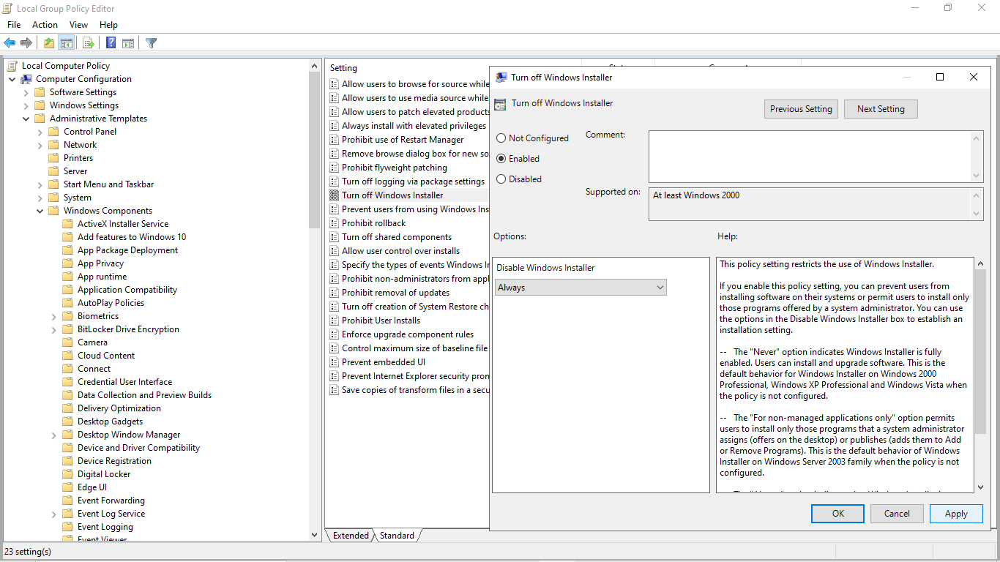 Local Group Policy Editor
File Action View Help
Local Computer Policy
Computer Configuration
Software Settings
Windows Settings
Administrative Templates
Control Panel
Network
Printers
Server
Start Menu and Taskbar
System
Windows Components
ActiveX Installer Service
Add features to Windows 10
App Package Deployment
App Privacy
App runtime
Application Compatibility
AutoPlay Policies
Biometrics
BitLocker Drive Encryption
Camera
Cloud Content
Connect
Credential User Interface
Data Collection and Preview Builds
Delivery Optimization
Desktop Gadgets
Desktop Window Manager
Device and Driver Compatibility
Device Registration
Digital Locker
Edge UI
Event Forwarding
Event Log Service
Event Logging
Event Viewer
Setting
Allow users to browse for source while
Allow users to use media source while
Allow users to patch elevated products
Always install with elevated privileges
Prohibit use of Restart Manager
Remove browse dialog box for new so
Prohibit flyweight patching
Turn off logging via package settings
Turn off Windows Installer
Prevent users from using Windows Ins
Prohibit rollback
Turn off shared components
Allow user control over installs
Specify the types of events Windows In
Prohibit non-administrators from appl
Prohibit removal of updates
Turn off creation of System Restore ch
Prohibit User Installs
Enforce upgrade component rules
Control maximum size of baseline file
Prevent embedded UI
Prevent Internet Explorer security pron
Save copies of transform files in a secu
Extended Standard
23 setting(s)
Turn off Windows Installer
Turn off Windows Installer
Previous Setting Next Setting
Not Configured
Enabled
Disabled
Comment:
Supported on:
At least Windows 2000
Options:
Disable Windows Installer
Always
Help:
This policy setting restricts the use of Windows Installer.
If you enable this policy setting, you can prevent users from
installing software on their systems or permit users to install only
those programs offered by a system administrator. You can use
the options in the Disable Windows Installer box to establish an
installation setting.
-- The "Never" option indicates Windows Installer is fully
enabled. Users can install and upgrade software. This is the
default behavior for Windows Installer on Windows 2000
Professional, Windows XP Professional and Windows Vista when
the policy is not configured.
-- The "For non-managed applications only" option permits
users to install only those programs that a system administrator
assigns (offers on the desktop) or publishes (adds them to Add
or Remove Programs). This is the default behavior of Windows
Installer on Windows Server 2003 family when the policy is not
configured.
OK Cancel Apply